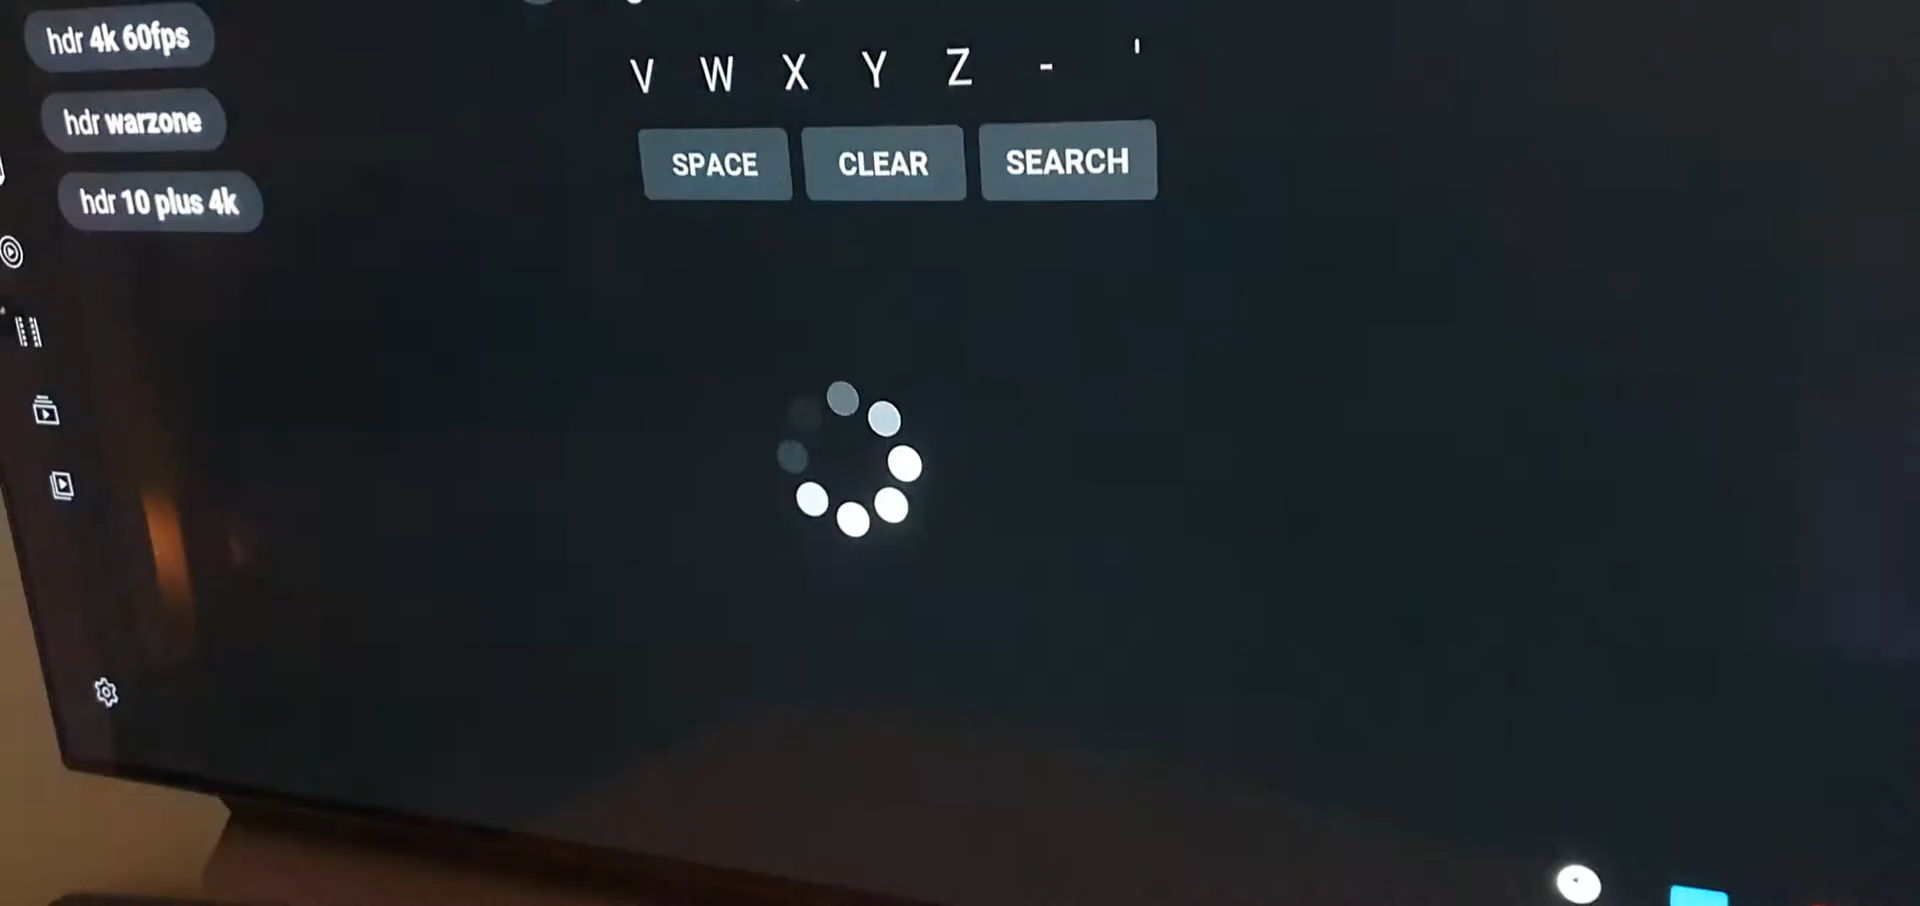 hdr 4k 60fps
hdr warzone
hdr 10 plus 4k
V W X Y Z - '
SPACE CLEAR SEARCH